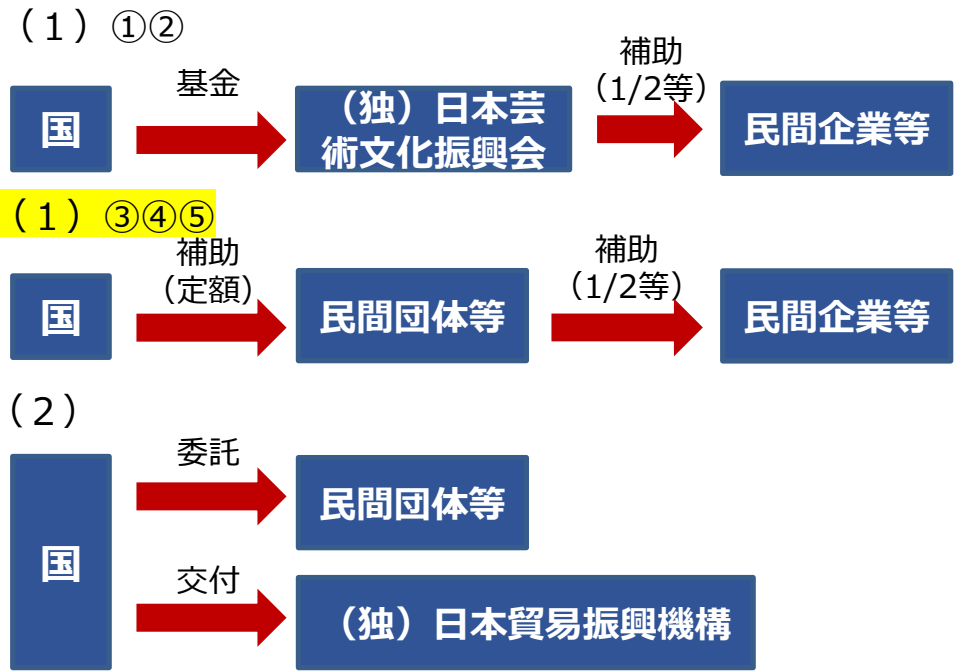 （１）①②
基金
補助
（1/2等）
国
（独）日本芸
術文化振興会
民間企業等
（１）③④⑤
補助
（定額）
補助
（1/2等）
国
民間団体等
民間企業等
（２）
委託
民間団体等
国
交付
（独）日本貿易振興機構